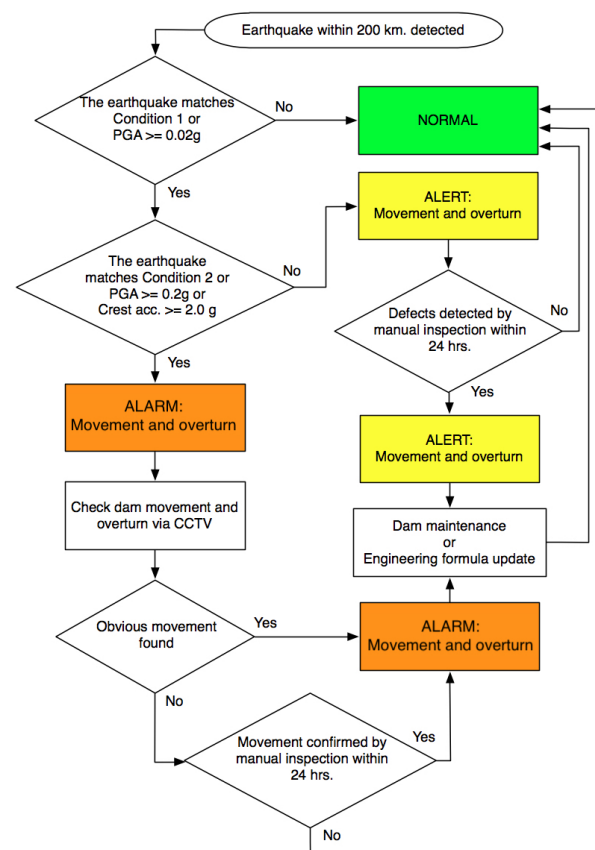 Earthquake within 200 km. detected
The earthquake matches
Condition 1 or
PGA >= 0.02g
No
NORMAL
Yes
ALERT:
Movement and overturn
The earthquake
matches Condition 2 or
PGA >= 0.2g or
Crest acc. >= 2.0 g
No
Defects detected by
manual inspection within
24 hrs.
No
Yes
Yes
ALARM:
Movement and overturn
ALERT:
Movement and overturn
Check dam movement and
overturn via CCTV
Dam maintenance
or
Engineering formula update
Obvious movement
found
Yes
ALARM:
Movement and overturn
No
Movement confirmed by
manual inspection within
24 hrs.
Yes
No